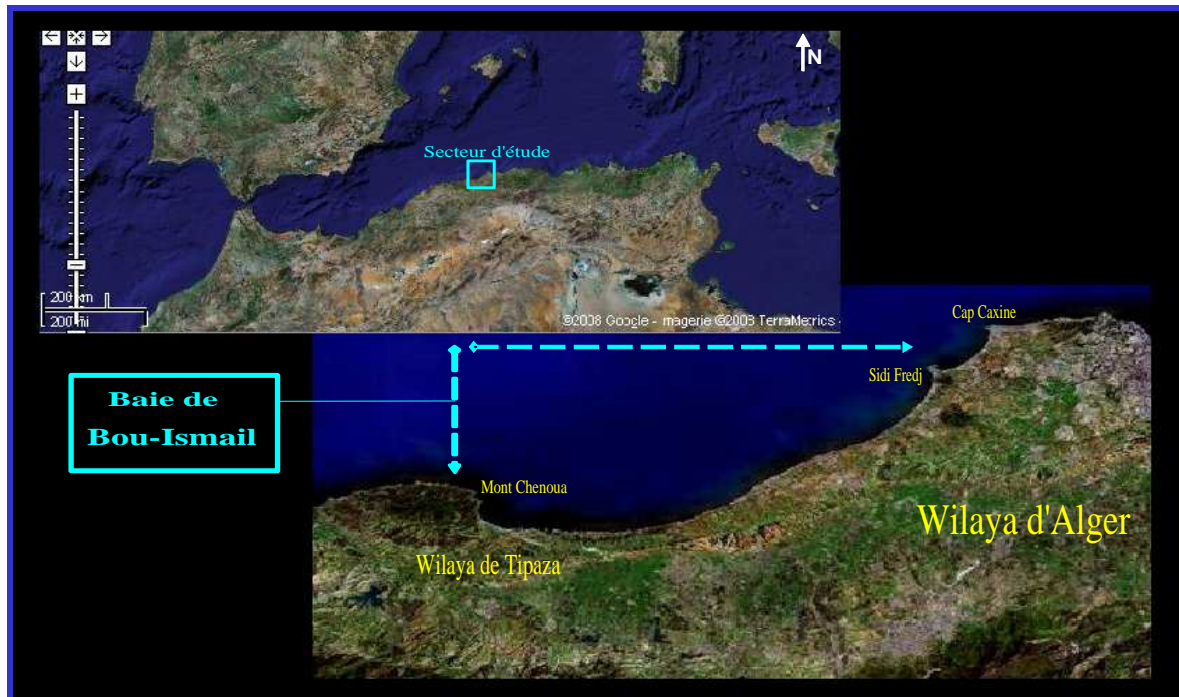 N
Secteur d'étude
200 km
200 mi
©2008 Google - magerie ©2008 TerraMetrics -
Cap Caxine
Sidi Fredj
Baie de
Bou-Ismail
Mont Chenoua
Wilaya d'Alger
Wilaya de Tipaza